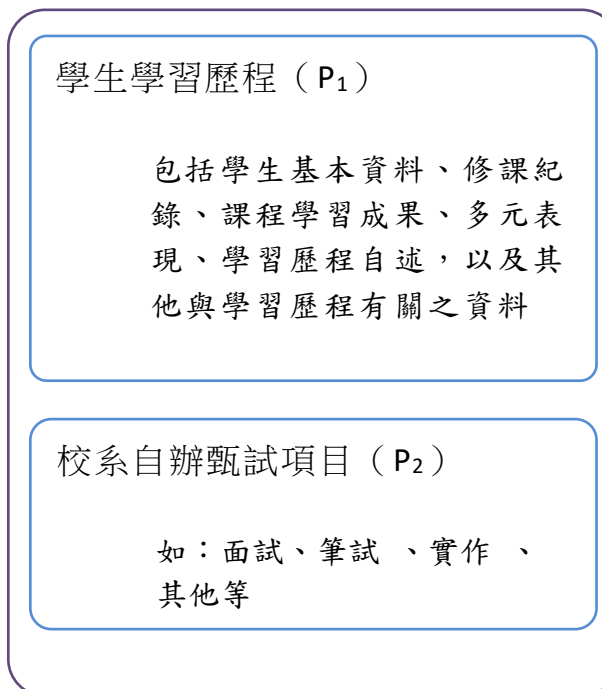 學生學習歷程（P₁）
包括學生基本資料、修課紀
錄、課程學習成果、多元表
現、學習歷程自述，以及其
他與學習歷程有關之資料
校系自辦甄試項目（P₂）
如：面試、筆試 、實作 、
其他等